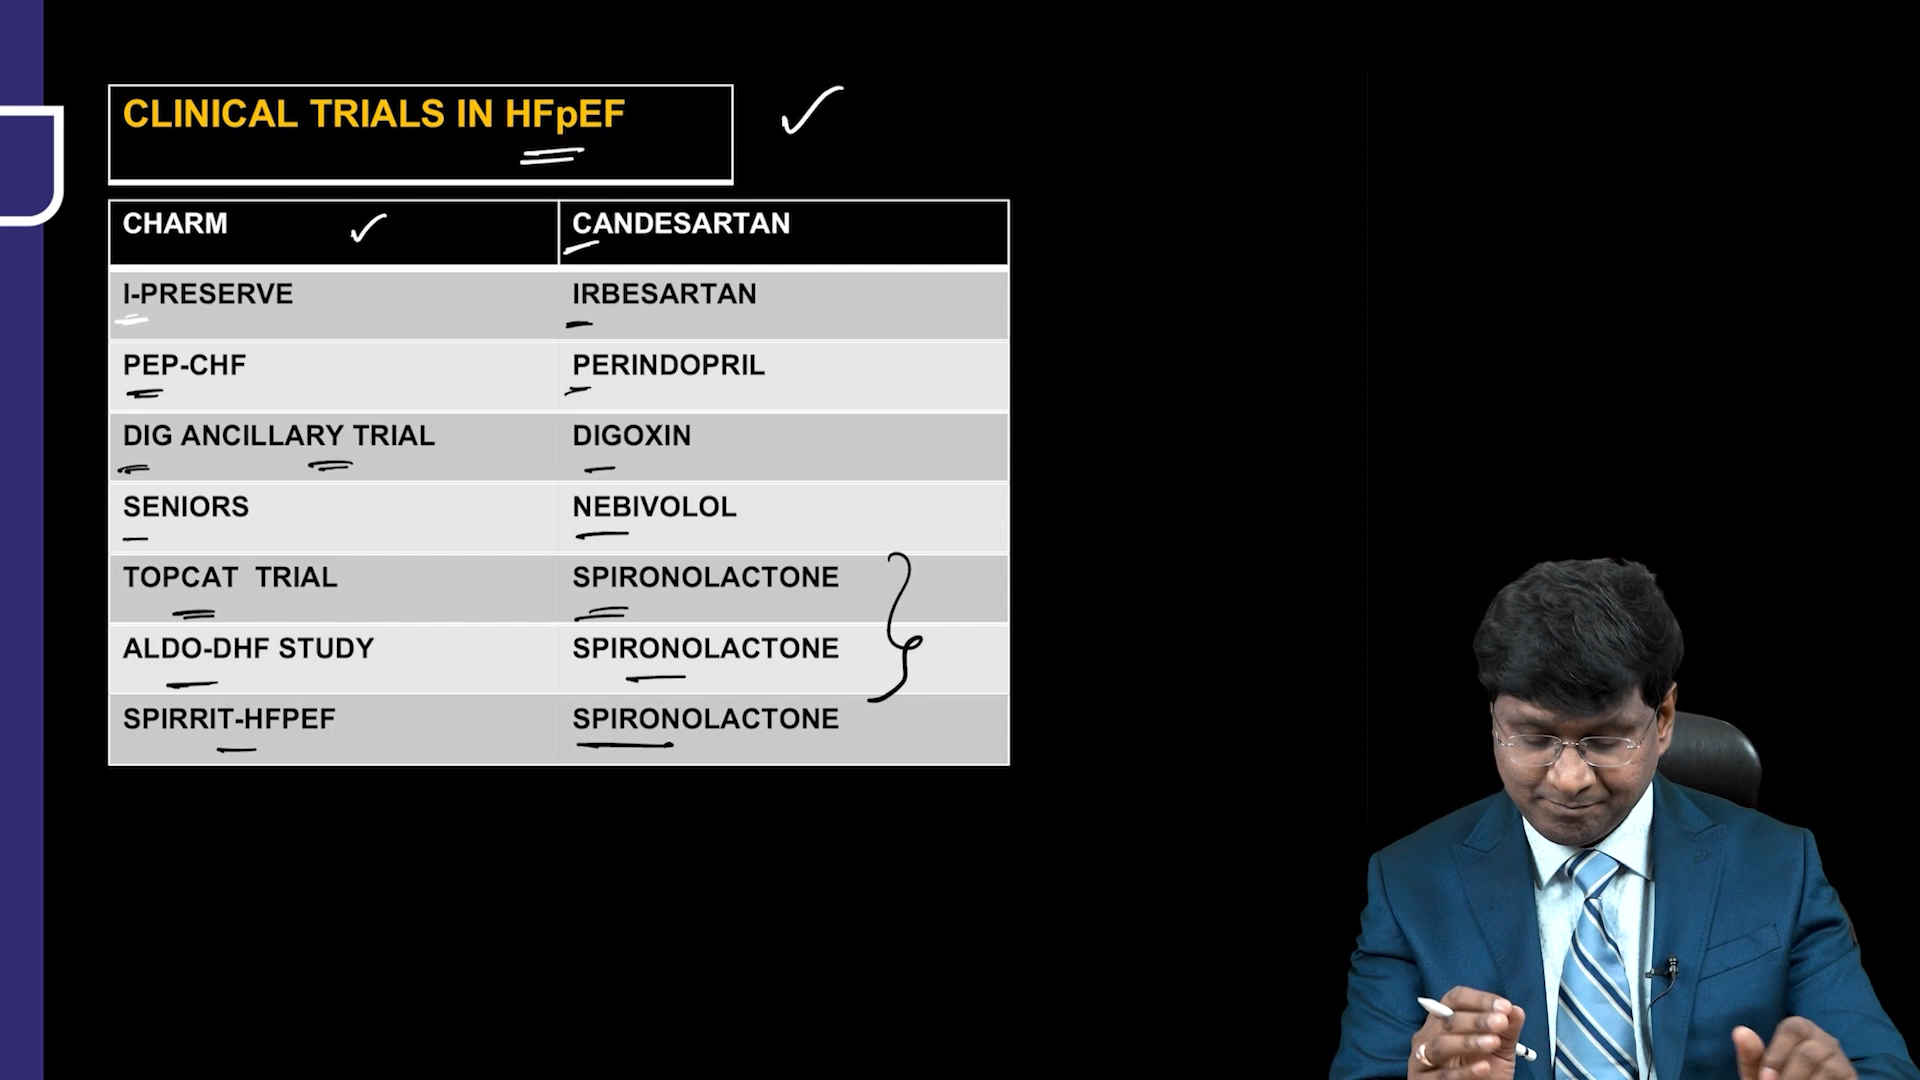 CLINICAL TRIALS IN HFpEF
CHARM CANDESARTAN
I-PRESERVE IRBESARTAN
PEP-CHF PERINDOPRIL
DIG ANCILLARY TRIAL DIGOXIN
SENIORS NEBIVOLOL
TOPCAT TRIAL SPIRONOLACTONE
ALDO-DHF STUDY SPIRONOLACTONE
SPIRRIT-HFPEF SPIRONOLACTONE